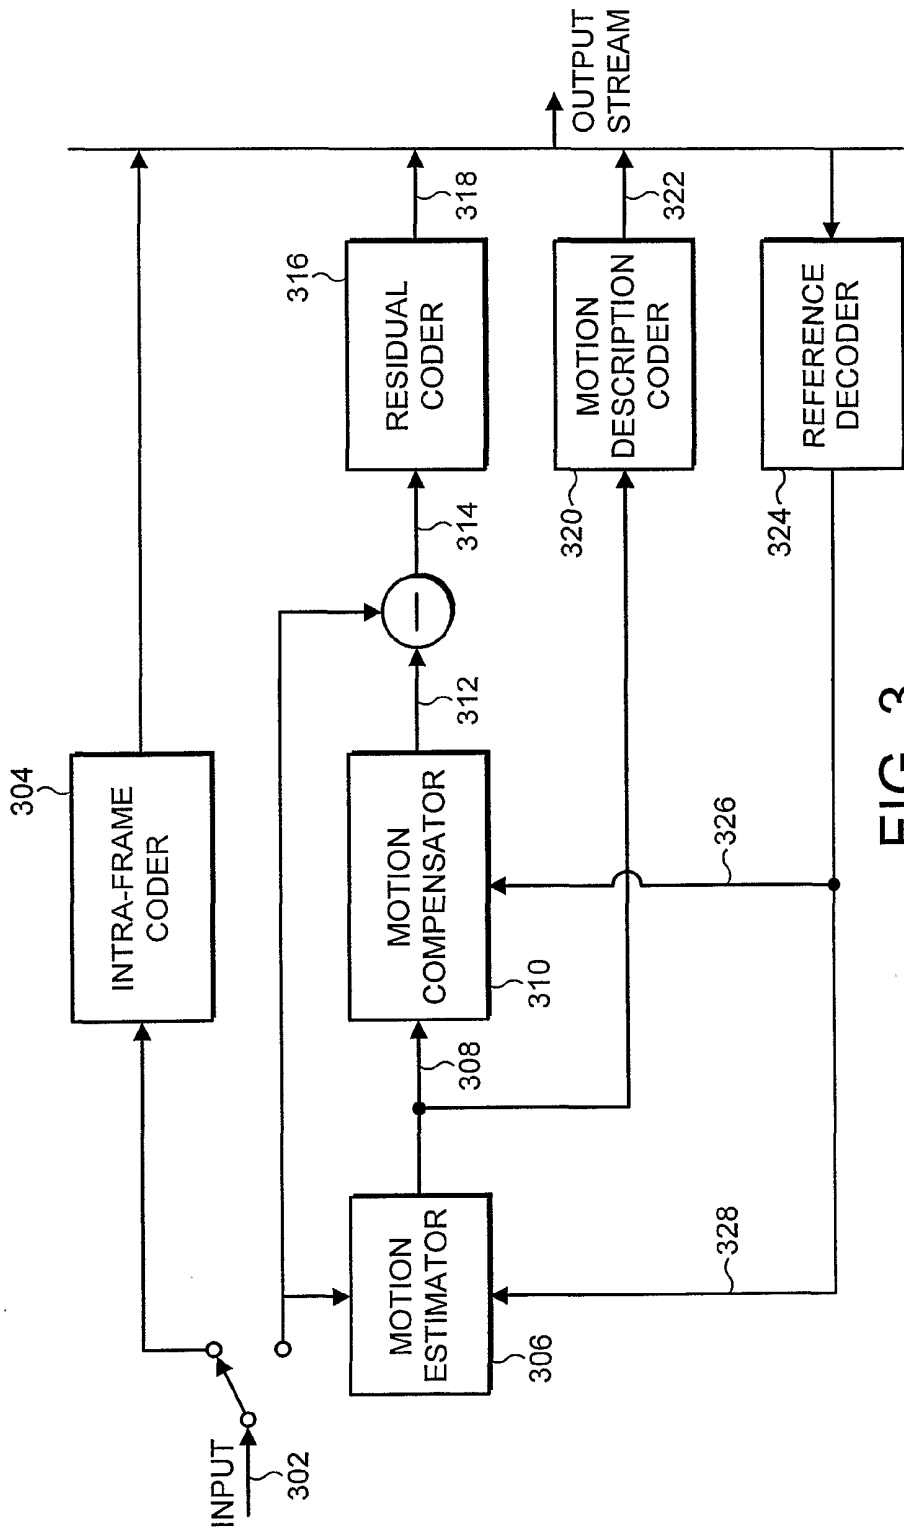 INPUT
302
304
INTRA-FRAME
CODER
MOTION
ESTIMATOR
306
308
MOTION
COMPENSATOR
310
312
314
316
RESIDUAL
CODER
318
MOTION
DESCRIPTION
CODER
320
322
REFERENCE
DECODER
324
326
328
OUTPUT
STREAM
FIG. 3